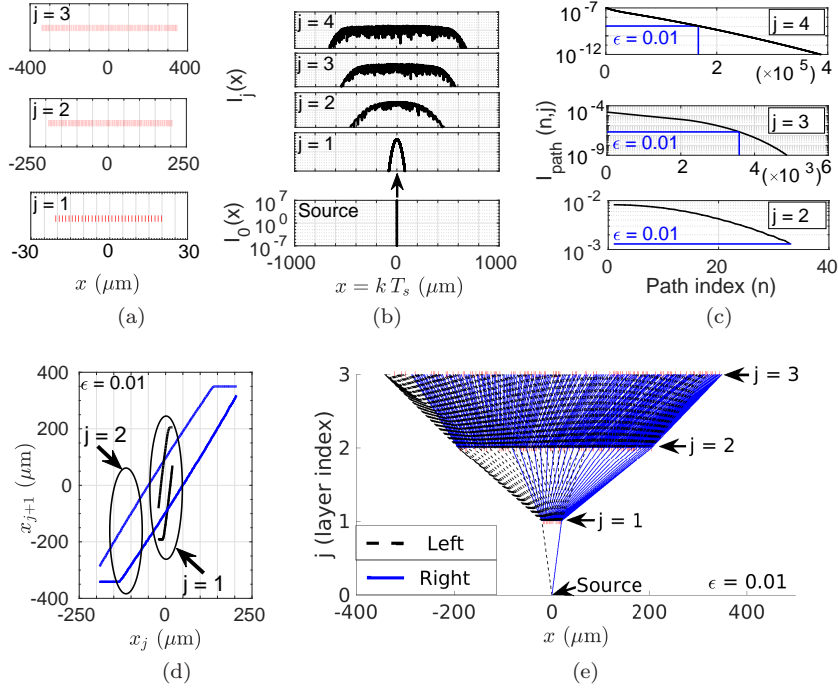 j = 3
-400 0 400
j = 2
-250 0 250
j = 1
-30 0 30
x (μm)
(a)
j = 4
j = 3
j = 2
j = 1
I_j(x)
Source
I_0(x)
10^7
10^0
10^-7
-1000 0 1000
x = k T_s (μm)
(b)
10^-7
j = 4
ϵ = 0.01
10^-12
0 2 4
(×10^5)
10^-4
j = 3
ϵ = 0.01
10^-9
0 2 4 6
(×10^3)
I_path (n,j)
10^-2
j = 2
ϵ = 0.01
10^-3
0 20 40
Path index (n)
(c)
400
200
0
-200
-400
x_{j+1} (μm)
ϵ = 0.01
j = 2
j = 1
-250 0 250
x_j (μm)
(d)
3
2
1
0
j (layer index)
j = 3
j = 2
j = 1
Left
Right
Source
ϵ = 0.01
-400 -200 0 200 400
x (μm)
(e)